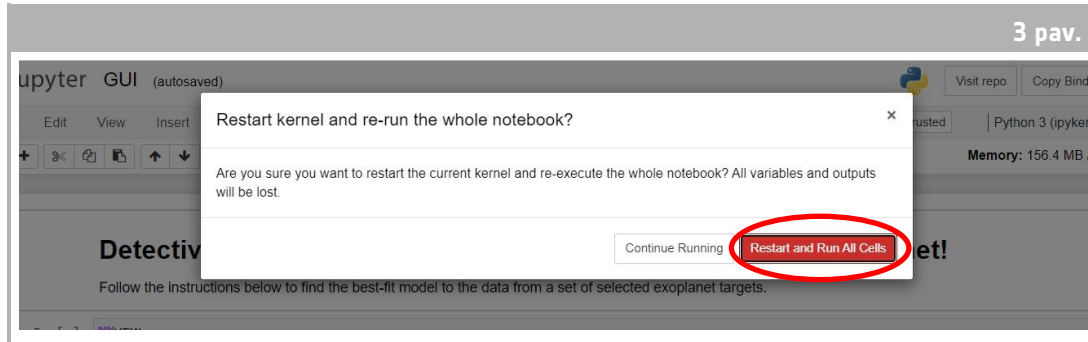 3 pav.
upyter GUI (autosaved)
Visit repo Copy Bind
Edit View Insert rusted Python 3 (ipyker
Memory: 156.4 MB
Restart kernel and re-run the whole notebook? ×
Are you sure you want to restart the current kernel and re-execute the whole notebook? All variables and outputs
will be lost.
Continue Running Restart and Run All Cells
Detectiv et!
Follow the instructions below to find the best-fit model to the data from a set of selected exoplanet targets.